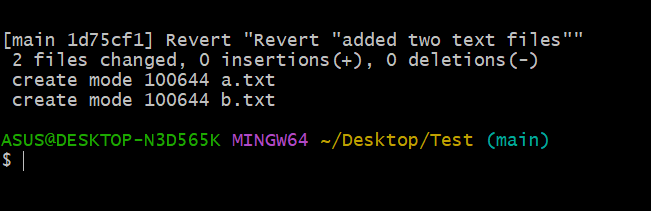 [main 1d75cf1] Revert "Revert "added two text files""
 2 files changed, 0 insertions(+), 0 deletions(-)
 create mode 100644 a.txt
 create mode 100644 b.txt
ASUS@DESKTOP-N3D565K MINGW64 ~/Desktop/Test (main)
$